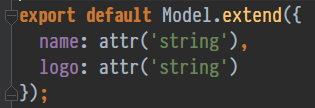 export default Model.extend({
  name: attr('string'),
  logo: attr('string')
});